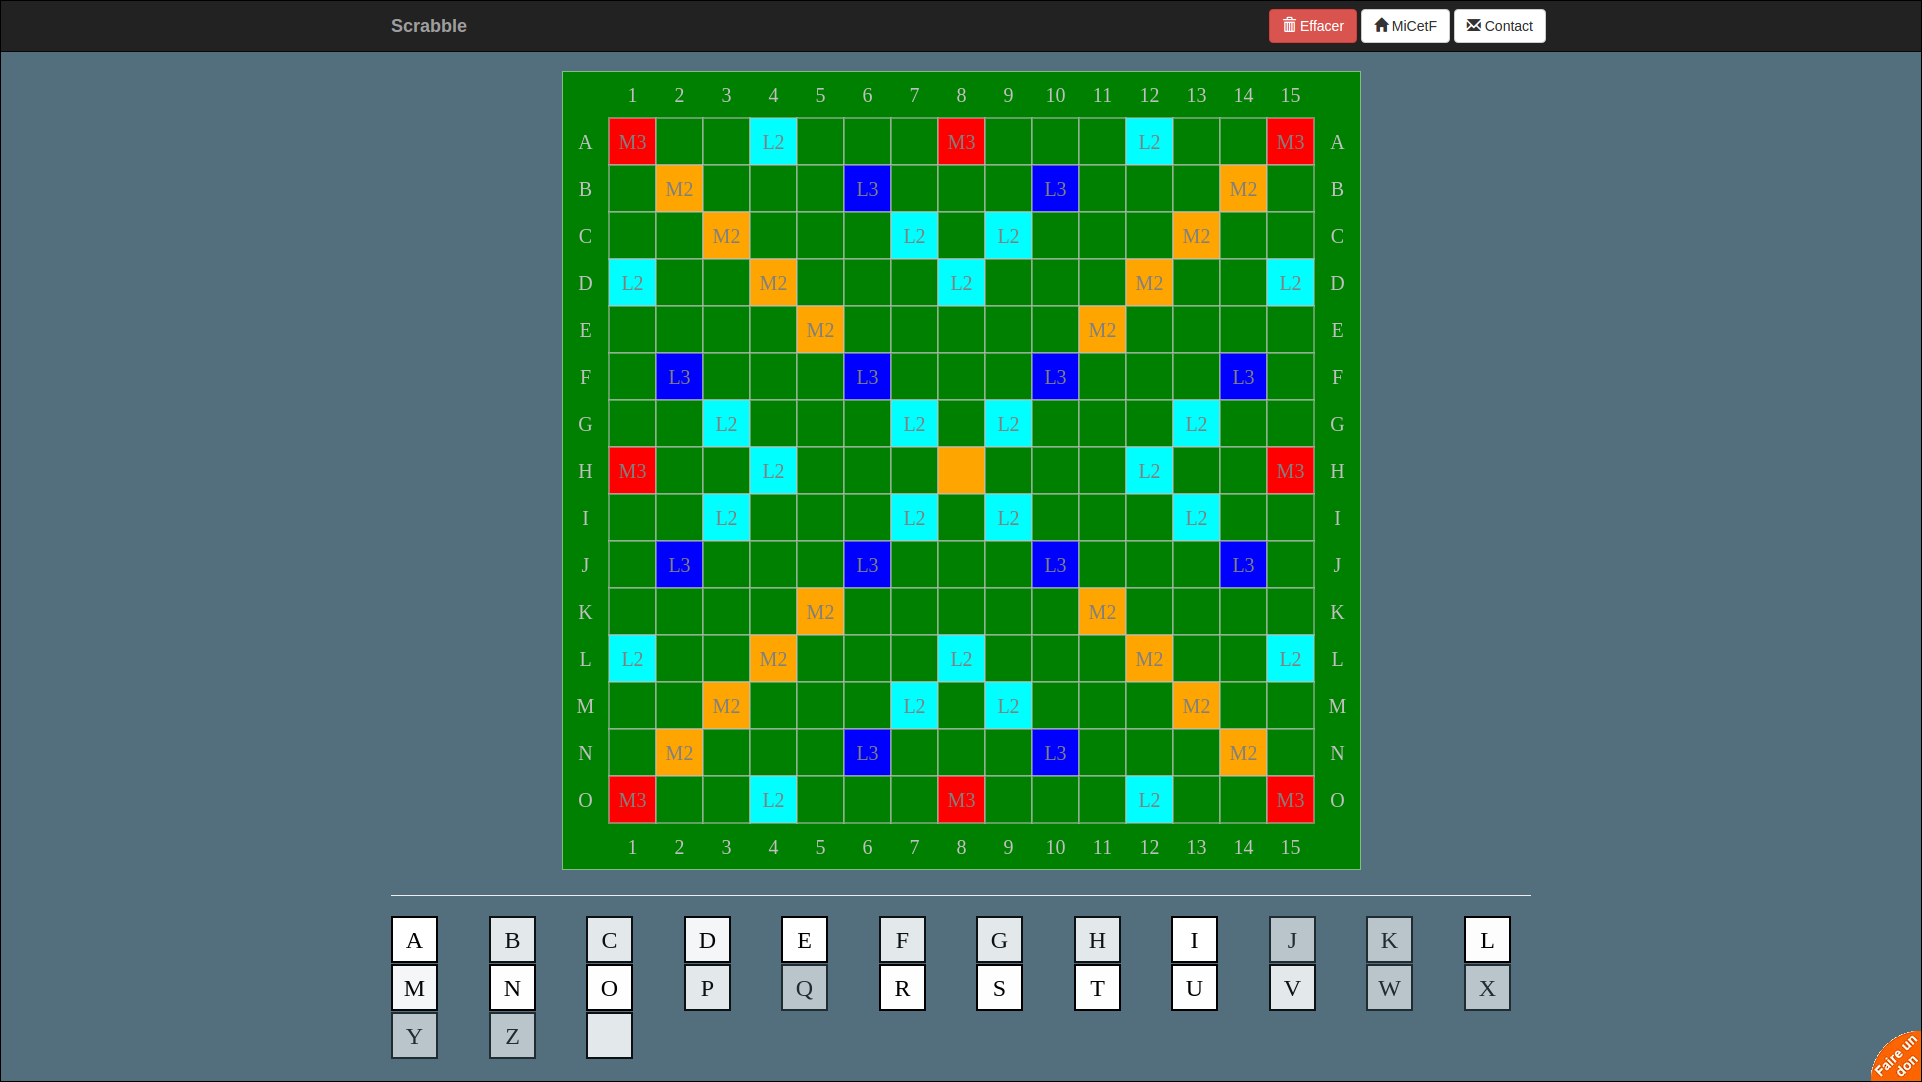 Scrabble Effacer MiCetF Contact
1 2 3 4 5 6 7 8 9 10 11 12 13 14 15
A M3 L2 M3 L2 M3 A
B M2 L3 L3 M2 B
C M2 L2 L2 M2 C
D L2 M2 L2 M2 L2 D
E M2 M2 E
F L3 L3 L3 L3 F
G L2 L2 L2 L2 G
H M3 L2 L2 M3 H
I L2 L2 L2 L2 I
J L3 L3 L3 L3 J
K M2 M2 K
L L2 M2 L2 M2 L2 L
M M2 L2 L2 M2 M
N M2 L3 L3 M2 N
O M3 L2 M3 L2 M3 O
1 2 3 4 5 6 7 8 9 10 11 12 13 14 15
A B C D E F G H I J K L
M N O P Q R S T U V W X
Y Z
Faire un
don